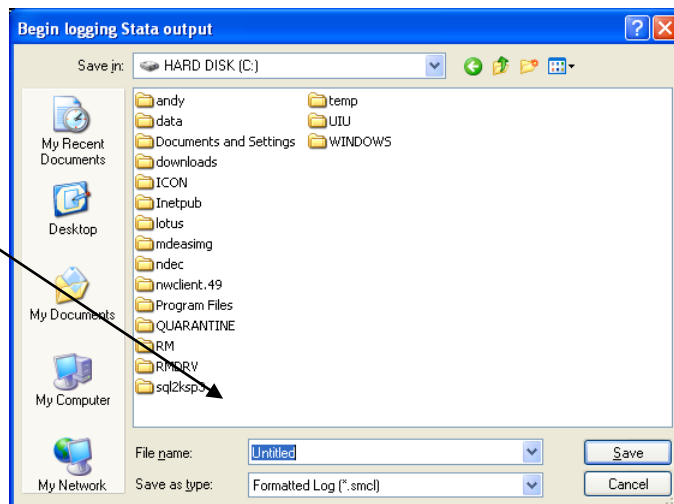 Begin logging Stata output
Save in: HARD DISK (C:)
My Recent Documents
Desktop
My Documents
My Computer
My Network
andy
data
Documents and Settings
downloads
ICON
Inetpub
lotus
mdeasimg
ndec
nwclient.49
Program Files
QUARANTINE
RM
RMDRV
sql2ksp3
temp
UIU
WINDOWS
File name: Untitled
Save
Save as type: Formatted Log (*.smcl)
Cancel